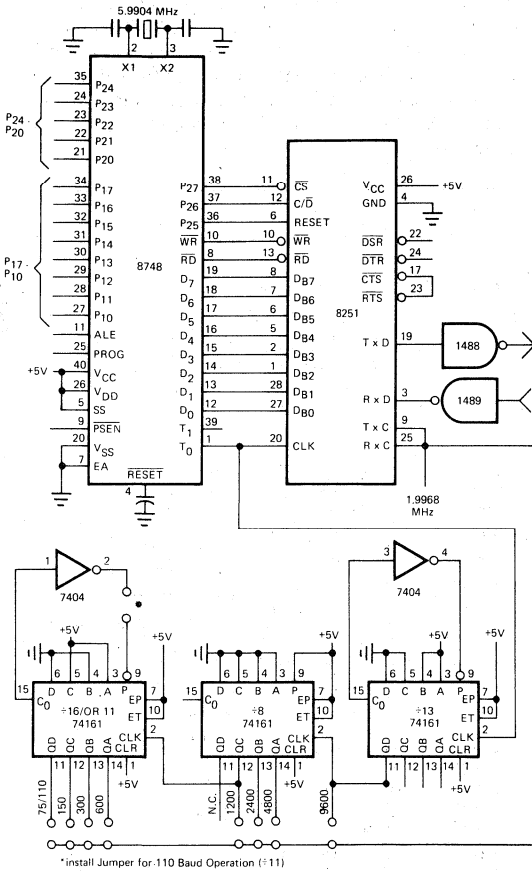 5.9904 MHz
2 3
X1 X2
35 P24
24 P23
23 P22
22 P21
21 P20
P24
P20
34 P17
33 P16
32 P15
31 P14
30 P13
29 P12
28 P11
27 P10
P17
P10
11 ALE
25 PROG
+5V
40 VCC
26 VDD
5 SS
9 PSEN
20 VSS
7 EA
RESET
4
8748
P27 38
P26 37
P25 36
WR 10
RD 8
D7 19
D6 18
D5 17
D4 16
D3 15
D2 14
D1 13
D0 12
T1 39
T0 1
11 CS
12 C/D
6 RESET
10 WR
13 RD
8 DB7
7 DB6
6 DB5
5 DB4
2 DB3
1 DB2
28 DB1
27 DB0
20 CLK
8251
VCC 26 +5V
GND 4
DSR 22
DTR 24
CTS 17
RTS 23
TxD 19
1488
RxD 3
1489
TxC 9
RxC 25
1.9968
MHz
1 2
7404
*
+5V +5V
6 5 4 3 9
D C B A P
15 C0
÷16/OR 11
74161
EP 7
ET 10
CLK 2
CLR 1
QD QC QB QA
11 12 13 14
+5V
75/110
150
300
600
+5V
6 5 4 3 9
D C B A P
15 C0
÷8
74161
EP 7
ET 10
CLK 2
CLR 1
QD QC QB QA
11 12 13 14
+5V
N.C.
1200
2400
4800
3 4
7404
+5V +5V
6 5 4 3 9
D C B A P
15 C0
÷13
74161
EP 7
ET 10
CLK 2
CLR 1
QD QC QB QA
11 12 13 14
+5V
9600
*install Jumper for 110 Baud Operation (÷11)